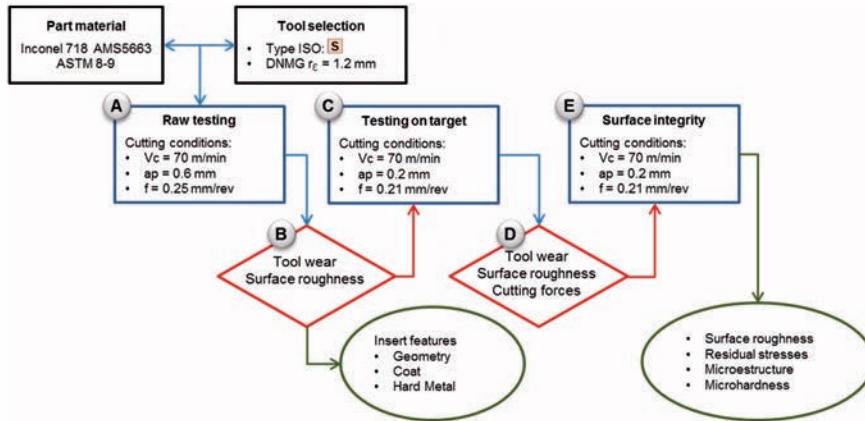 Part material
Inconel 718 AMS5663
ASTM 8-9
Tool selection
• Type ISO: S
• DNMG rε = 1.2 mm
A
Raw testing
Cutting conditions:
• Vc = 70 m/min
• ap = 0.6 mm
• f = 0.25 mm/rev
C
Testing on target
Cutting conditions:
• Vc = 70 m/min
• ap = 0.2 mm
• f = 0.21 mm/rev
E
Surface integrity
Cutting conditions:
• Vc = 70 m/min
• ap = 0.2 mm
• f = 0.21 mm/rev
B
Tool wear
Surface roughness
D
Tool wear
Surface roughness
Cutting forces
Insert features
• Geometry
• Coat
• Hard Metal
• Surface roughness
• Residual stresses
• Microestructure
• Microhardness